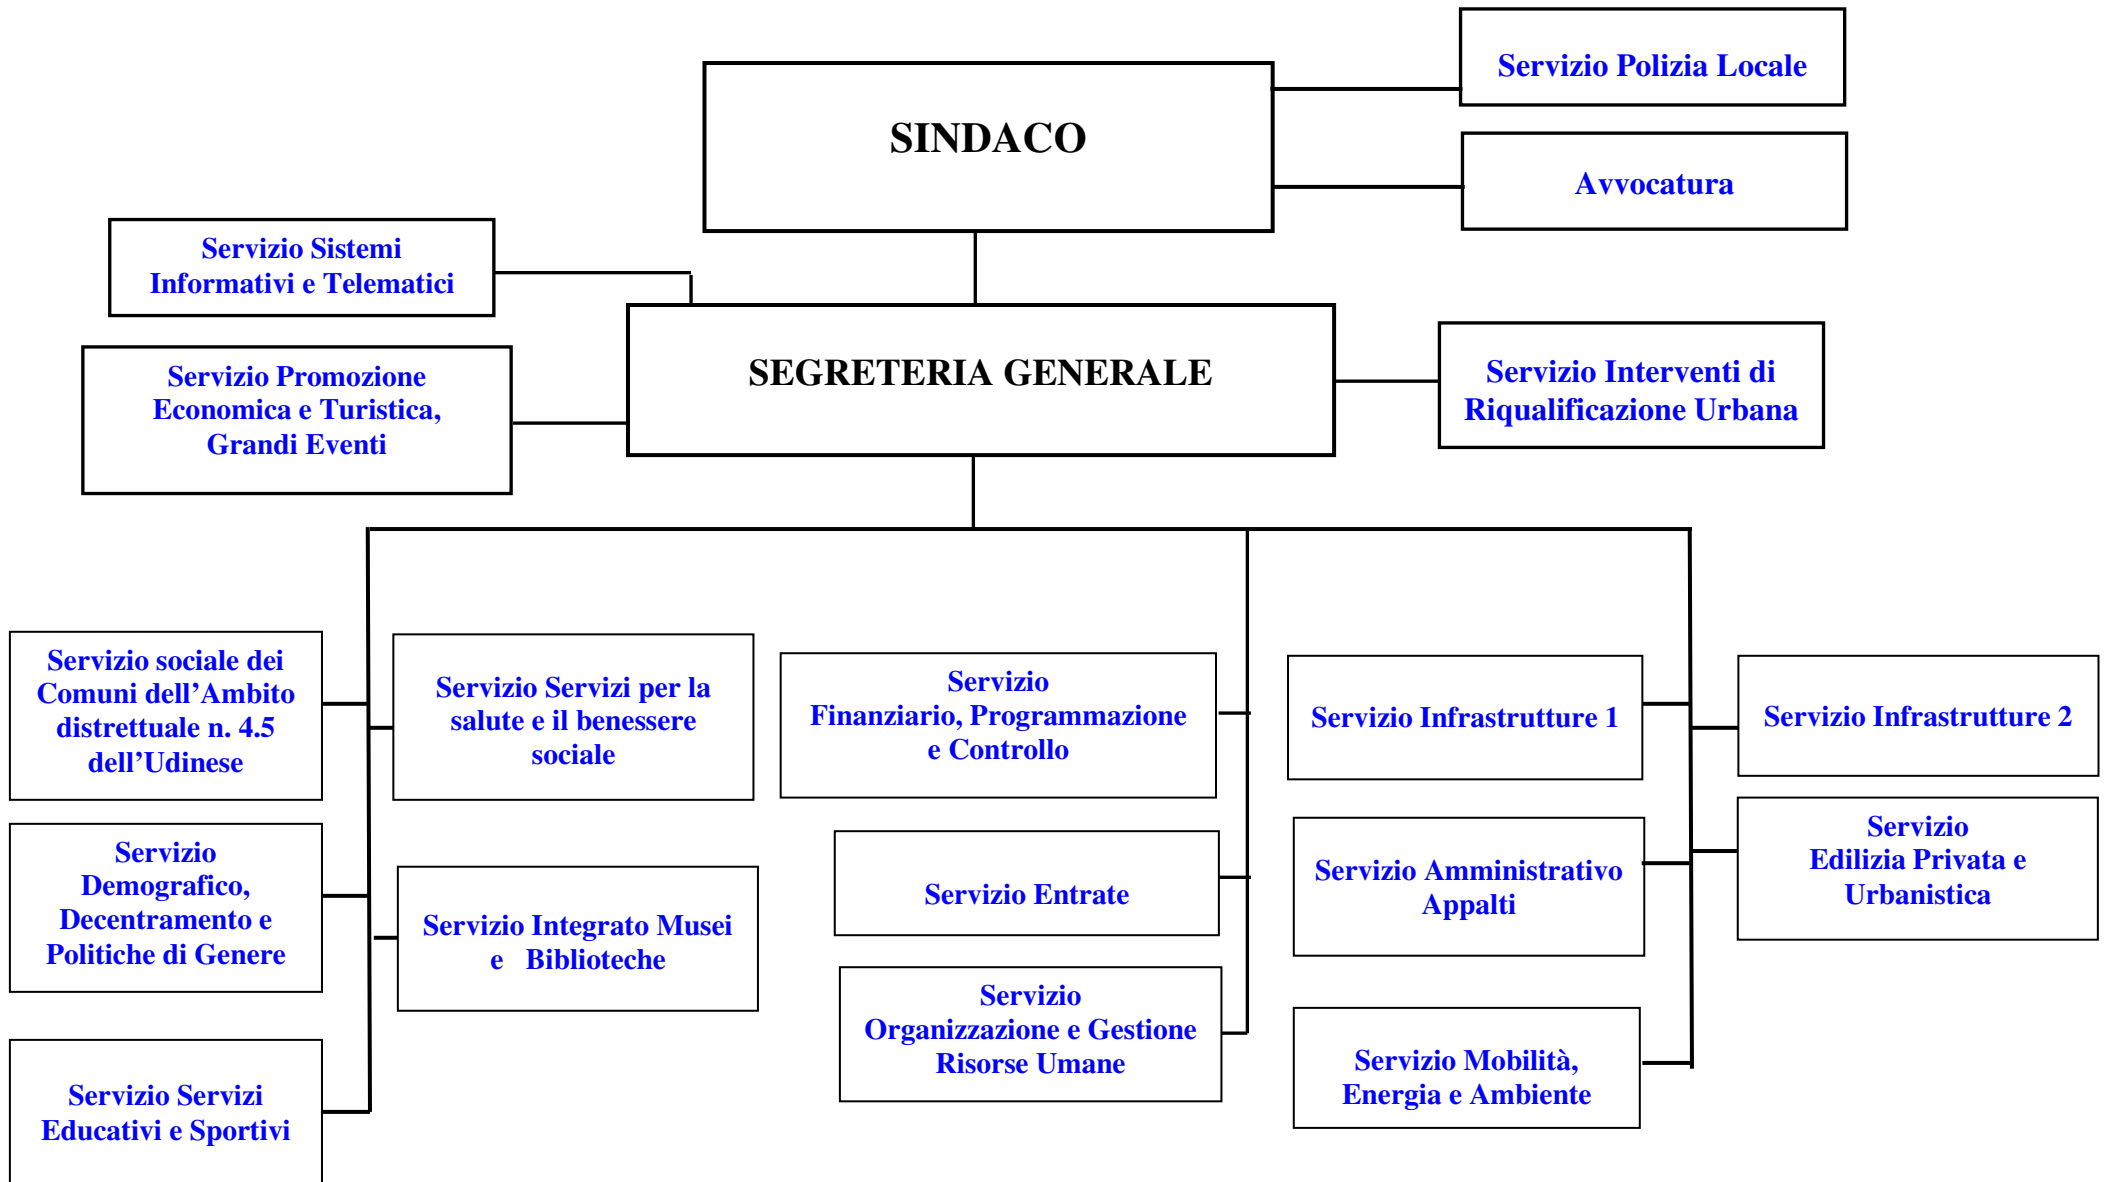 Servizio Polizia Locale
SINDACO
Avvocatura
Servizio Sistemi
Informativi e Telematici
Servizio Promozione
Economica e Turistica,
Grandi Eventi
SEGRETERIA GENERALE
Servizio Interventi di
Riqualificazione Urbana
Servizio sociale dei
Comuni dell’Ambito
distrettuale n. 4.5
dell’Udinese
Servizio Servizi per la
salute e il benessere
sociale
Servizio
Finanziario, Programmazione
e Controllo
Servizio Infrastrutture 1
Servizio Infrastrutture 2
Servizio
Demografico,
Decentramento e
Politiche di Genere
Servizio Integrato Musei
e Biblioteche
Servizio Entrate
Servizio Amministrativo
Appalti
Servizio
Edilizia Privata e
Urbanistica
Servizio Servizi
Educativi e Sportivi
Servizio
Organizzazione e Gestione
Risorse Umane
Servizio Mobilità,
Energia e Ambiente